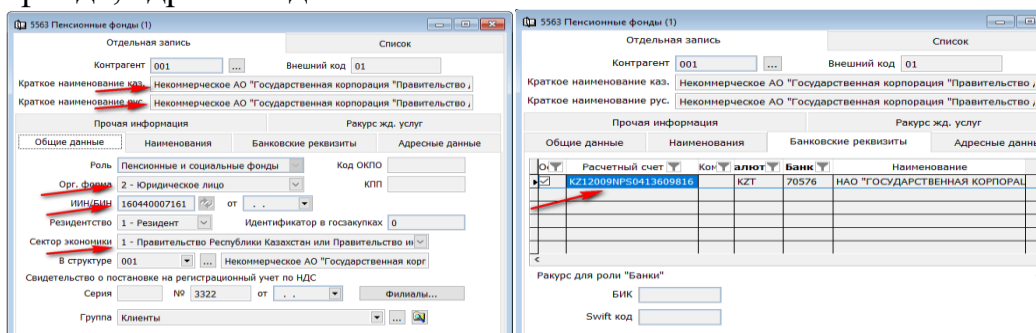 5563 Пенсионные фонды (1)
Отдельная запись Список
Контрагент 001 ... Внешний код 01
Краткое наименование каз. Некоммерческое АО "Государственная корпорация "Правительство
Краткое наименование рус. Некоммерческое АО "Государственная корпорация "Правительство
Прочая информация Ракурс жд. услуг
Общие данные Наименования Банковские реквизиты Адресные данные
Роль Пенсионные и социальные фонды Код ОКПО
Орг. форма 2 - Юридическое лицо КПП
ИИН/БИН 160440007161 от . .
Резидентство 1 - Резидент Идентификатор в госзакупках 0
Сектор экономики 1 - Правительство Республики Казахстан или Правительство ин
В структуре 001 ... Некоммерческое АО "Государственная корп
Свидетельство о постановке на регистрационный учет по НДС
Серия № 3322 от . . Филиалы...
Группа Клиенты ...
5563 Пенсионные фонды (1)
Отдельная запись Список
Контрагент 001 ... Внешний код 01
Краткое наименование каз. Некоммерческое АО "Государственная корпорация "Правительство
Краткое наименование рус. Некоммерческое АО "Государственная корпорация "Правительство
Прочая информация Ракурс жд. услуг
Общие данные Наименования Банковские реквизиты Адресные данн
Расчетный счет Кон алют Банк Наименование
KZ12009NPS0413609816 KZT 70576 НАО "ГОСУДАРСТВЕННАЯ КОРПОРАЦ
Ракурс для роли "Банки"
БИК
Swift код